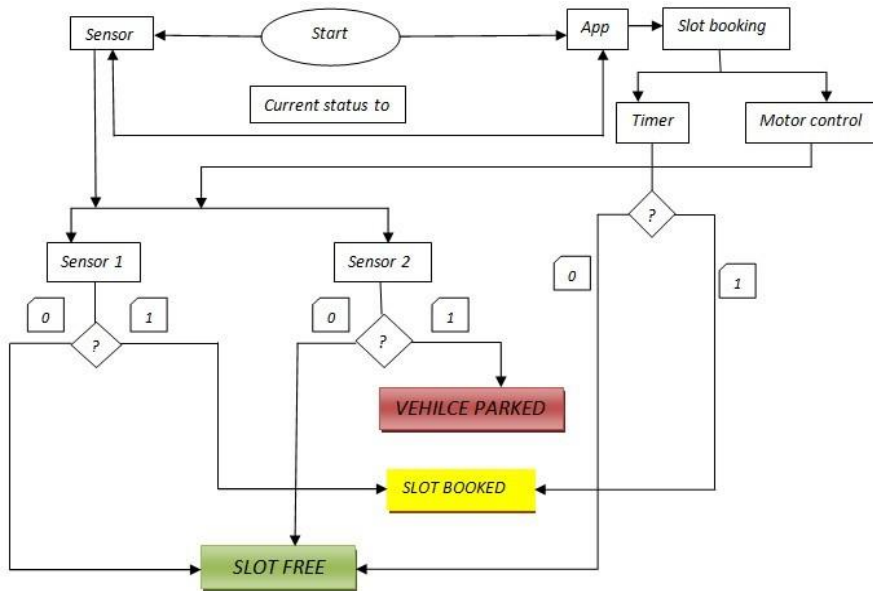 Sensor
Start
App
Slot booking
Current status to
Timer
Motor control
?
Sensor 1
Sensor 2
0
1
0
1
0
1
?
?
VEHILCE PARKED
SLOT BOOKED
SLOT FREE